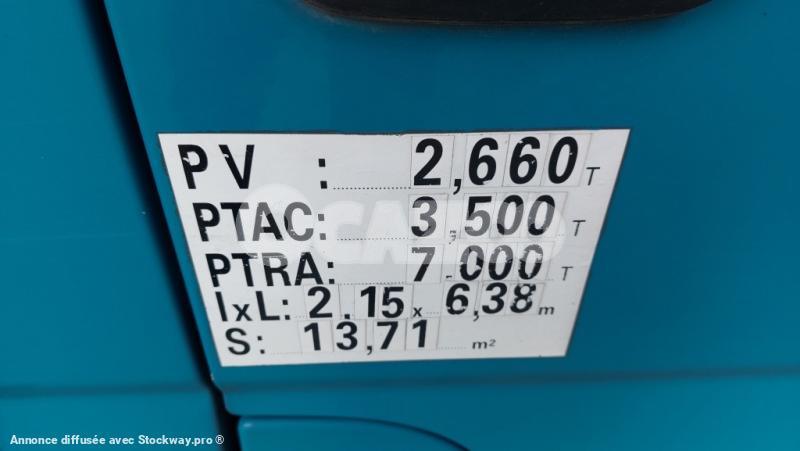 PV : 2,660 T
PTAC: 3,500 T
PTRA: 7.000 T
IxL: 2.15 x 6,38 m
S: 13,71 m²
Annonce diffusée avec Stockway.pro®